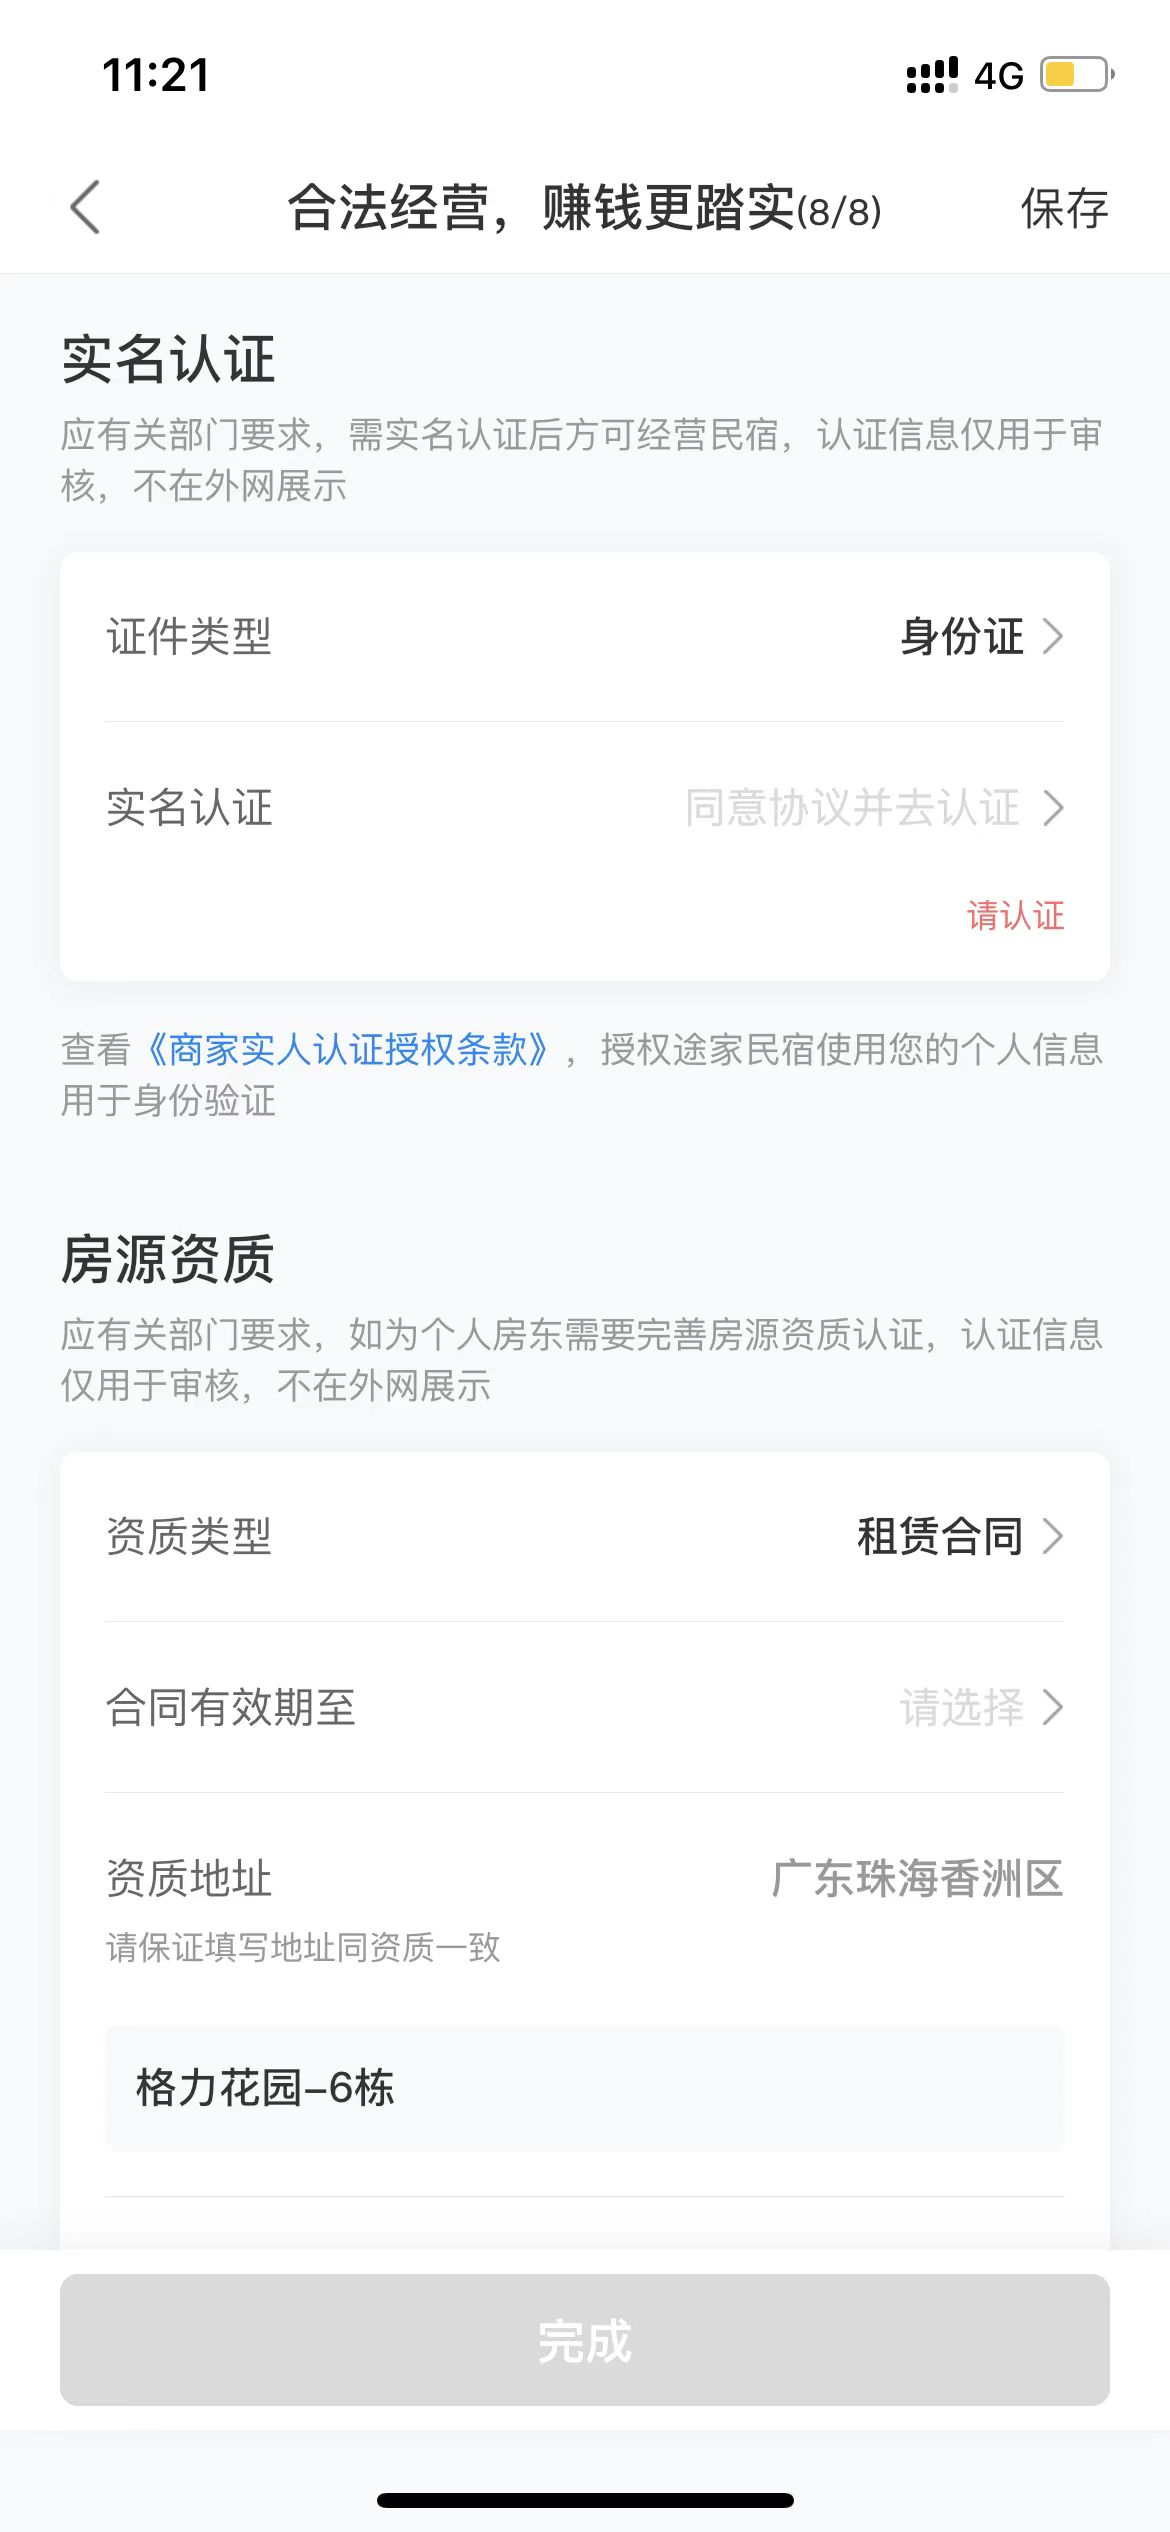 11:21
4G
合法经营，赚钱更踏实(8/8)
保存
实名认证
应有关部门要求，需实名认证后方可经营民宿，认证信息仅用于审
核，不在外网展示
证件类型
身份证
实名认证
同意协议并去认证
请认证
查看《商家实人认证授权条款》，授权途家民宿使用您的个人信息
用于身份验证
房源资质
应有关部门要求，如为个人房东需要完善房源资质认证，认证信息
仅用于审核，不在外网展示
资质类型
租赁合同
合同有效期至
请选择
资质地址
广东珠海香洲区
请保证填写地址同资质一致
格力花园–6栋
完成